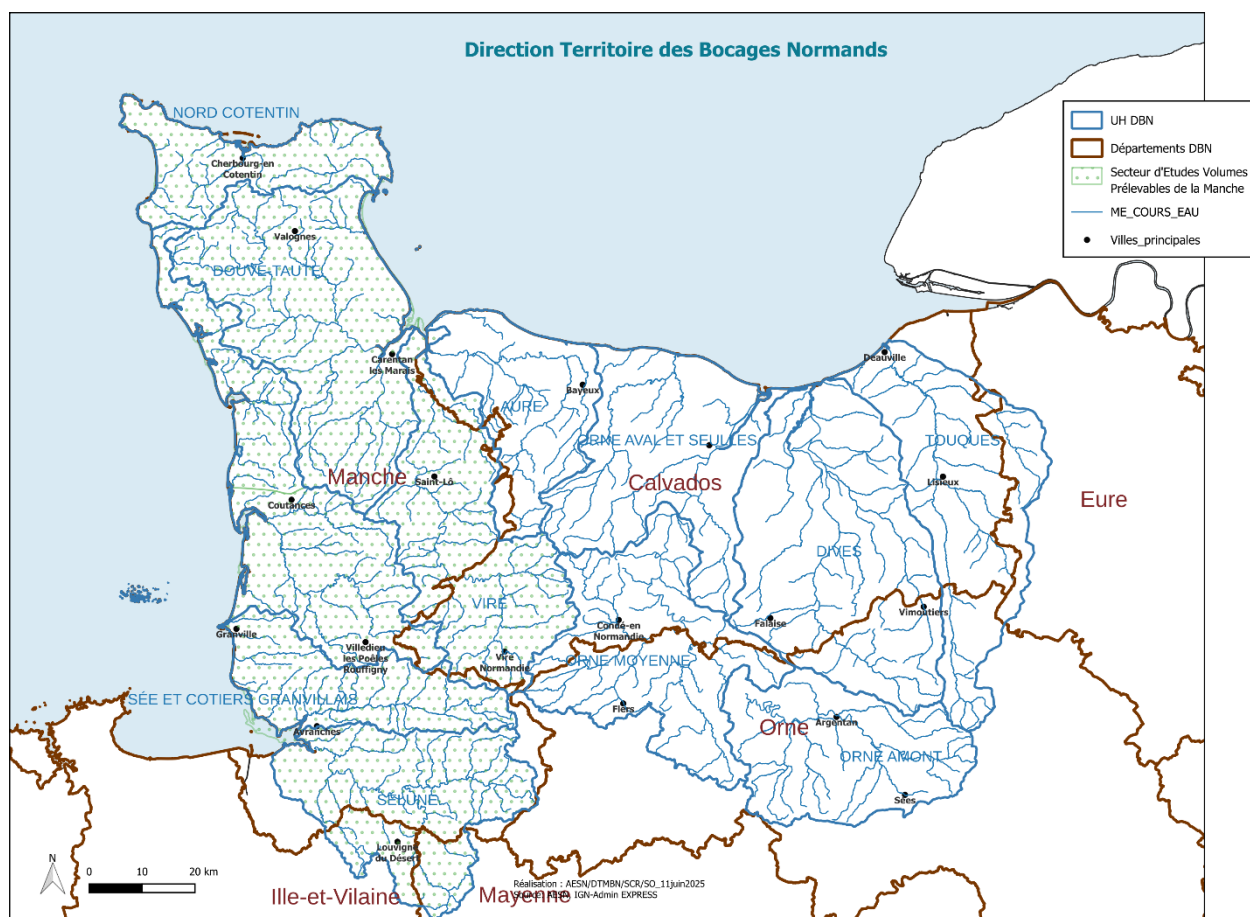 Direction Territoire des Bocages Normands
UH DBN
Départements DBN
Secteur d'Etudes Volumes
Prélevables de la Manche
ME_COURS_EAU
Villes_principales
NORD COTENTIN
Cherbourg-en
Cotentin
Valognes
DOUVE-TAUTE
Carentan
les Marais
Deauville
Bayeux
AURE
ORNE AVAL ET SEULLES
TOUQUES
Manche
Saint-Lô
Calvados
Lisieux
Eure
Coutances
DIVES
VIRE
Vimoutiers
Condé-en
Normandie
Falaise
Granville
Villedieu
les Poêles
Rouffigny
Vire
Normandie
ORNE MOYENNE
SÉE ET COTIERS GRANVILLAIS
Flers
Avranches
Orne
Argentan
ORNE AMONT
Sées
SÉLUNE
Louvigné
du Désert
N
0 10 20 km
Ille-et-Vilaine
Mayenne
Réalisation : AESN/DTMBN/SCR/SO_11juin2025
Source: AESN, IGN-Admin EXPRESS